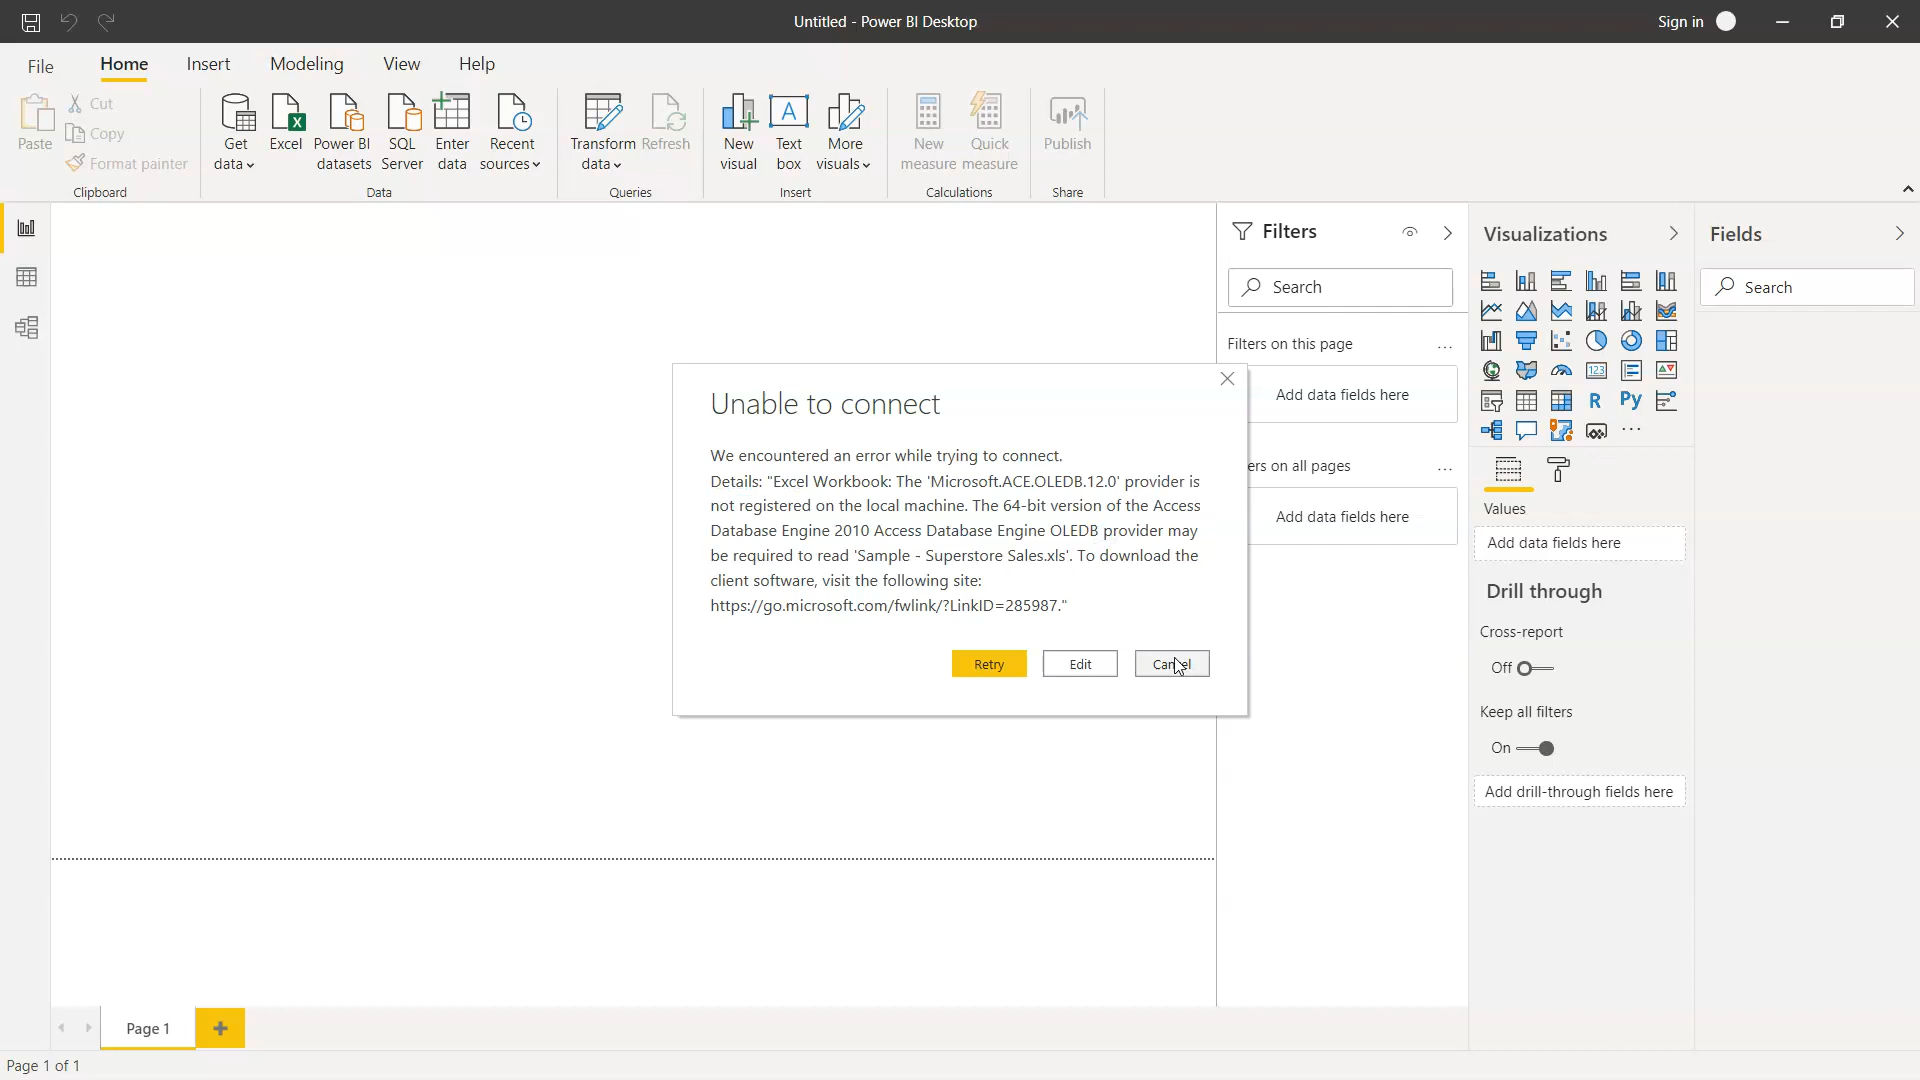 Untitled - Power BI Desktop
Sign in
File
Home
Insert
Modeling
View
Help
Paste
Cut
Copy
Format painter
Clipboard
Get
data
Excel
Power BI
datasets
SQL
Server
Enter
data
Recent
sources
Data
Transform
data
Refresh
Queries
New
visual
A
Text
box
More
visuals
Insert
New
measure
Quick
measure
Calculations
Publish
Share
Filters
Search
Filters on this page
...
Add data fields here
ers on all pages
...
Add data fields here
Unable to connect
We encountered an error while trying to connect.
Details: "Excel Workbook: The 'Microsoft.ACE.OLEDB.12.0' provider is
not registered on the local machine. The 64-bit version of the Access
Database Engine 2010 Access Database Engine OLEDB provider may
be required to read 'Sample - Superstore Sales.xls'. To download the
client software, visit the following site:
https://go.microsoft.com/fwlink/?LinkID=285987."
Retry
Edit
Cancel
Visualizations
123
R
Py
...
Values
Add data fields here
Drill through
Cross-report
Off
Keep all filters
On
Add drill-through fields here
Fields
Search
Page 1
Page 1 of 1